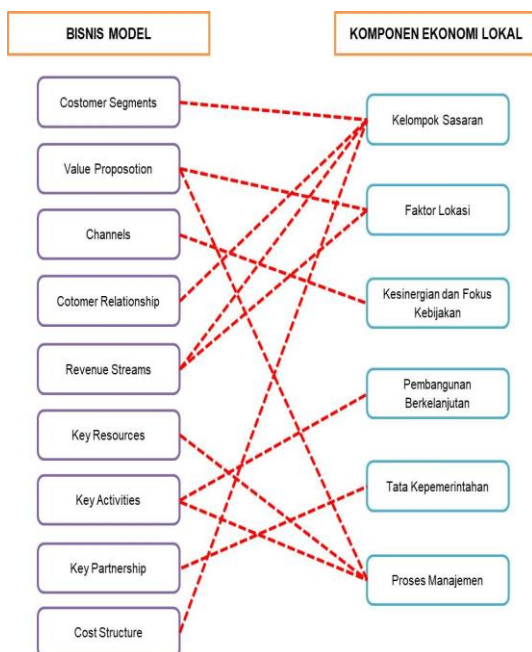 BISNIS MODEL
Costomer Segments
Value Proposotion
Channels
Cotomer Relationship
Revenue Streams
Key Resources
Key Activities
Key Partnership
Cost Structure
KOMPONEN EKONOMI LOKAL
Kelompok Sasaran
Faktor Lokasi
Kesinergian dan Fokus
Kebijakan
Pembangunan
Berkelanjutan
Tata Kepemerintahan
Proses Manajemen